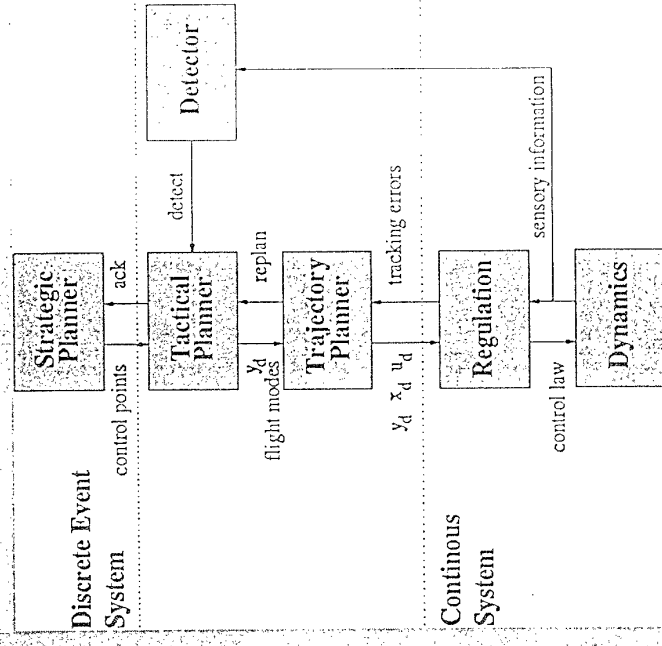 Discrete Event
System
Strategic
Planner
control points
ack
Tactical
Planner
detect
Detector
y_d
flight modes
replan
Trajectory
Planner
y_d x_d u_d
tracking errors
Continous
System
Regulation
control law
sensory information
Dynamics